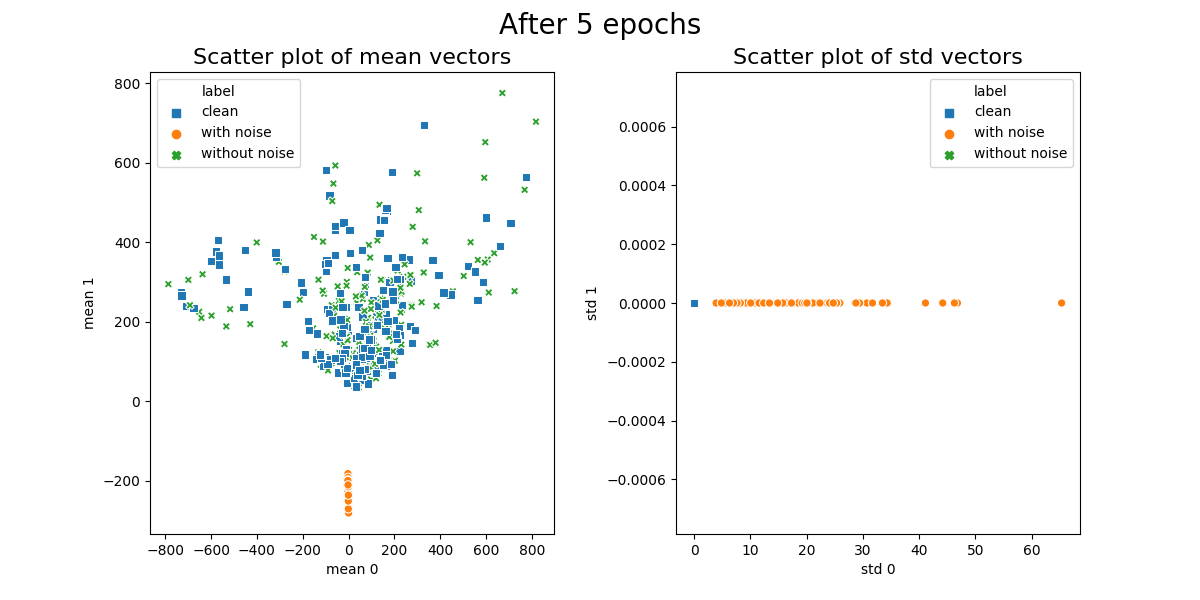 After 5 epochs
Scatter plot of mean vectors
Scatter plot of std vectors
label
clean
with noise
without noise
label
clean
with noise
without noise
800
600
400
200
0
−200
mean 1
−800
−600
−400
−200
0
200
400
600
800
mean 0
0.0006
0.0004
0.0002
0.0000
−0.0002
−0.0004
−0.0006
std 1
0
10
20
30
40
50
60
std 0